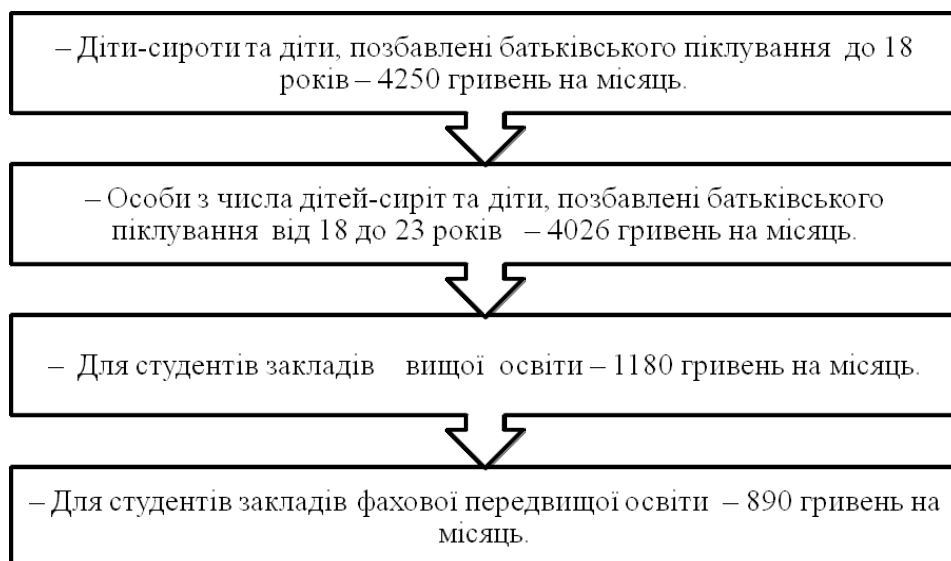 – Діти-сироти та діти, позбавлені батьківського піклування до 18
років – 4250 гривень на місяць.
– Особи з числа дітей-сиріт та діти, позбавлені батьківського
піклування від 18 до 23 років – 4026 гривень на місяць.
– Для студентів закладів вищої освіти – 1180 гривень на місяць.
– Для студентів закладів фахової передвищої освіти – 890 гривень на
місяць.